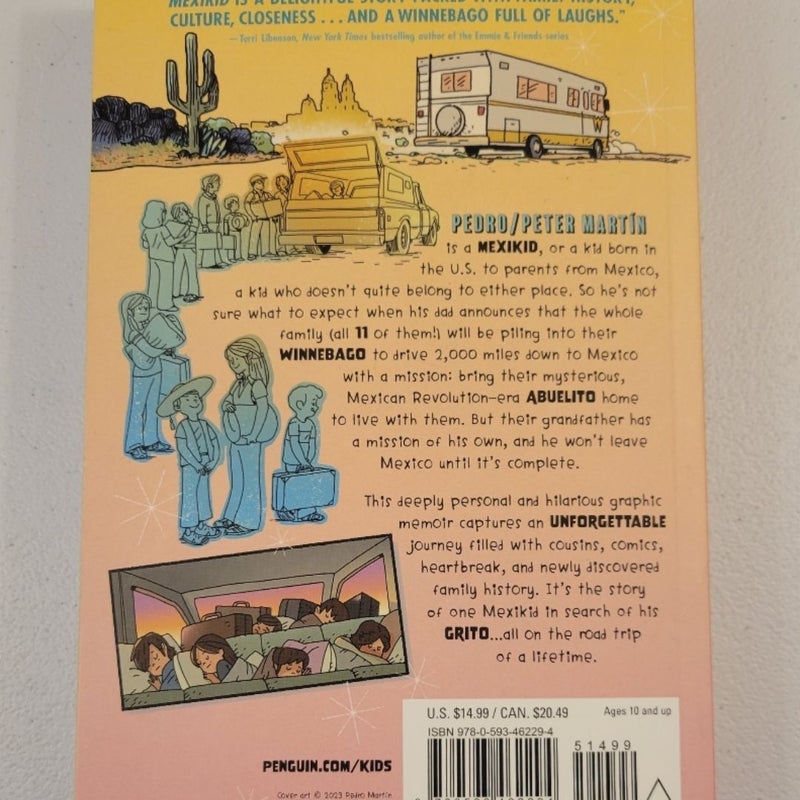 MEXIKID IS A DELIGHTFUL STORY PACKED WITH FAMILY HISTORY,
CULTURE, CLOSENESS . . . AND A WINNEBAGO FULL OF LAUGHS."
—Terri Libenson, New York Times bestselling author of the Emmie & Friends series
W
PEDRO/PETER MARTÍN
is a MEXIKID, or a kid born in
the U.S. to parents from Mexico,
a kid who doesn't quite belong to either place. So he's not
sure what to expect when his dad announces that the whole
family (all 11 of them!) will be piling into their
WINNEBAGO to drive 2,000 miles down to Mexico
with a mission: bring their mysterious,
Mexican Revolution-era ABUELITO home
to live with them. But their grandfather has
a mission of his own, and he won't leave
Mexico until it's complete.
This deeply personal and hilarious graphic
memoir captures an UNFORGETTABLE
journey filled with cousins, comics,
heartbreak, and newly discovered
family history. It's the story
of one Mexikid in search of his
GRITO...all on the road trip
of a lifetime.
U.S. $14.99 / CAN. $20.49
Ages 10 and up
ISBN 978-0-593-46229-4
51499
PENGUIN.COM/KIDS
Cover art © 2023 Pedro Martín